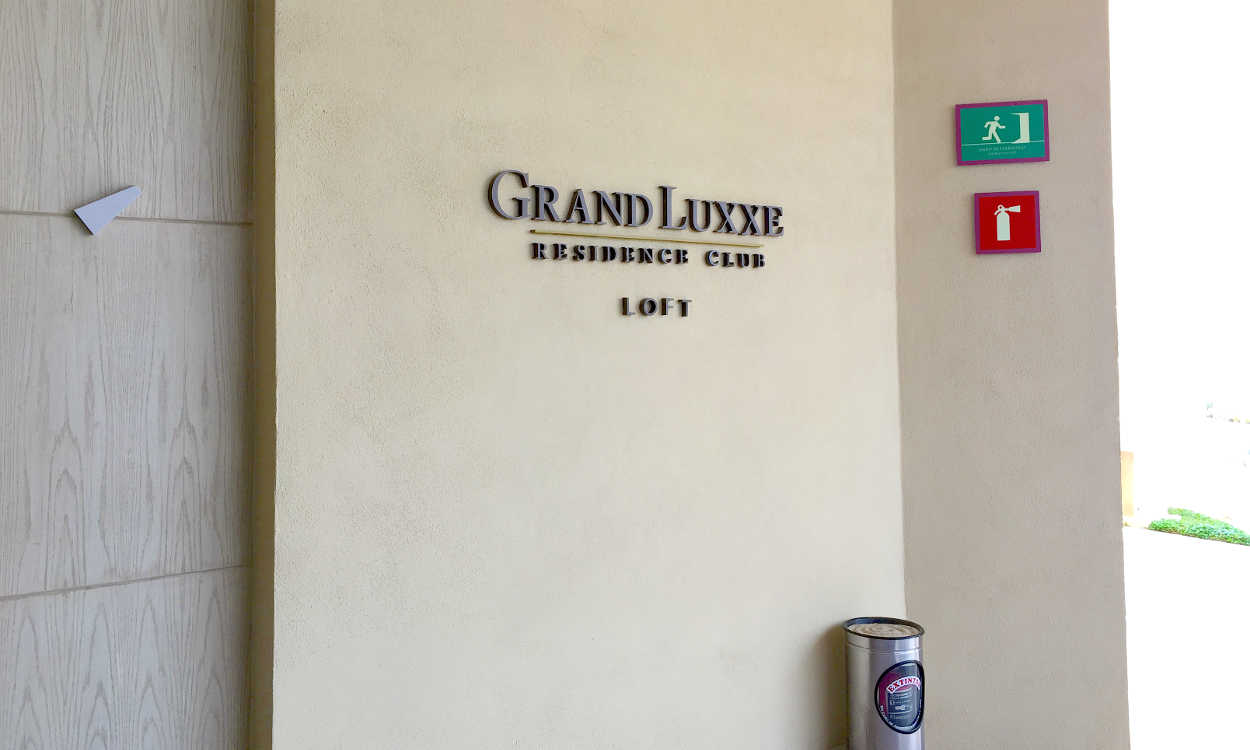 GRAND LUXXE
RESIDENCE CLUB
LOFT